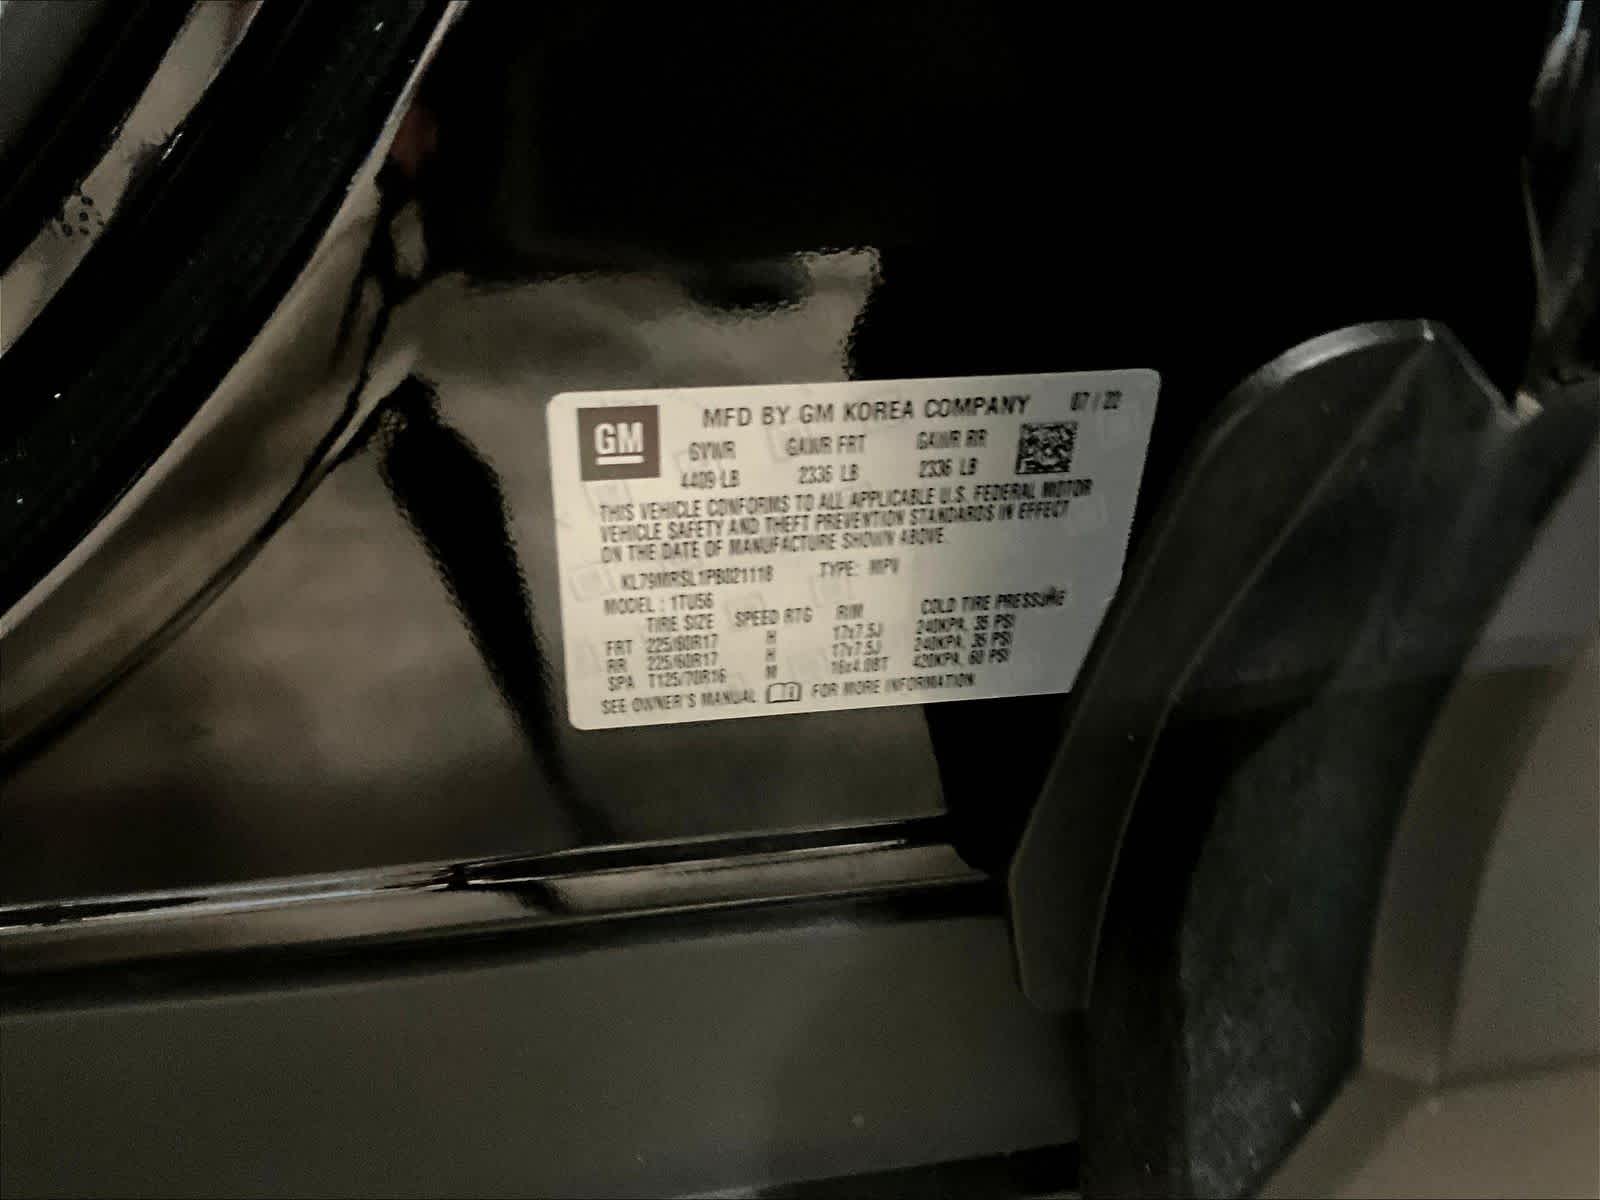 GM
MFD BY GM KOREA COMPANY 07 / 22
GVWR GAWR FRT GAWR RR
4409 LB 2336 LB 2336 LB
THIS VEHICLE CONFORMS TO ALL APPLICABLE U.S. FEDERAL MOTOR
VEHICLE SAFETY AND THEFT PREVENTION STANDARDS IN EFFECT
ON THE DATE OF MANUFACTURE SHOWN ABOVE.
KL79MRSL1PB021118 TYPE: MPV
MODEL : 1TU56
TIRE SIZE SPEED RTG RIM COLD TIRE PRESSURE
FRT 225/60R17 H 17x7.5J 240KPA, 35 PSI
RR 225/60R17 H 17x7.5J 240KPA, 35 PSI
SPA T125/70R16 M 16x4.0BT 420KPA, 60 PSI
SEE OWNER'S MANUAL FOR MORE INFORMATION